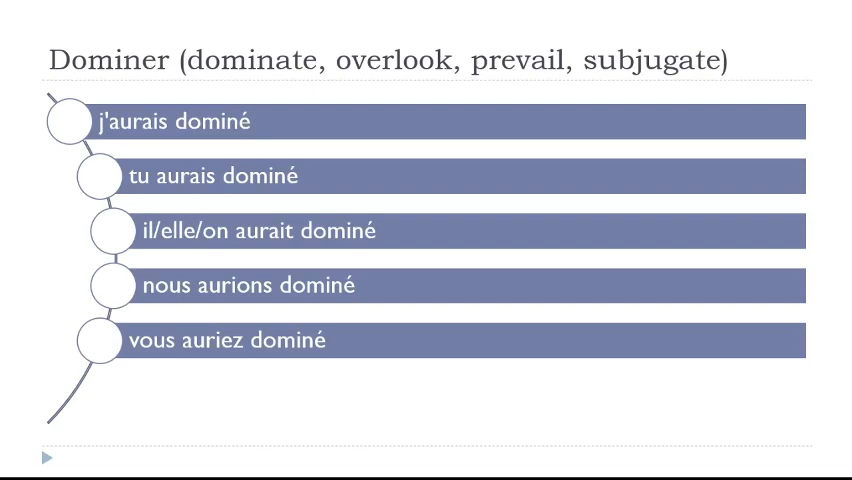 Dominer (dominate, overlook, prevail, subjugate)
j'aurais dominé
tu aurais dominé
il/elle/on aurait dominé
nous aurions dominé
vous auriez dominé